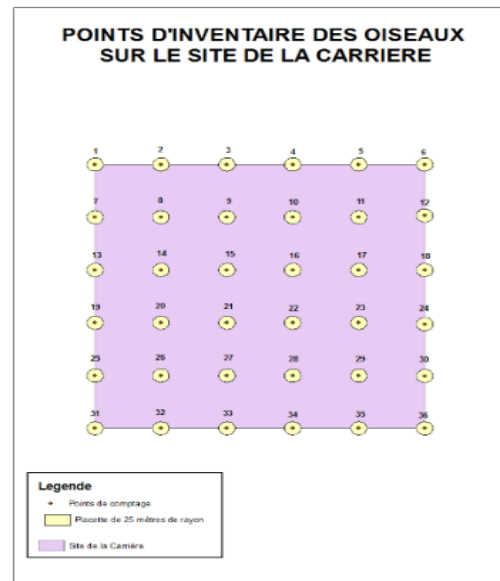 POINTS D'INVENTAIRE DES OISEAUX
SUR LE SITE DE LA CARRIERE
1 2 3 4 5 6
7 8 9 10 11 12
13 14 15 16 17 18
19 20 21 22 23 24
25 26 27 28 29 30
31 32 33 34 35 36
Legende
Points de comptage
Placette de 25 mètres de rayon
Site de la Carrière